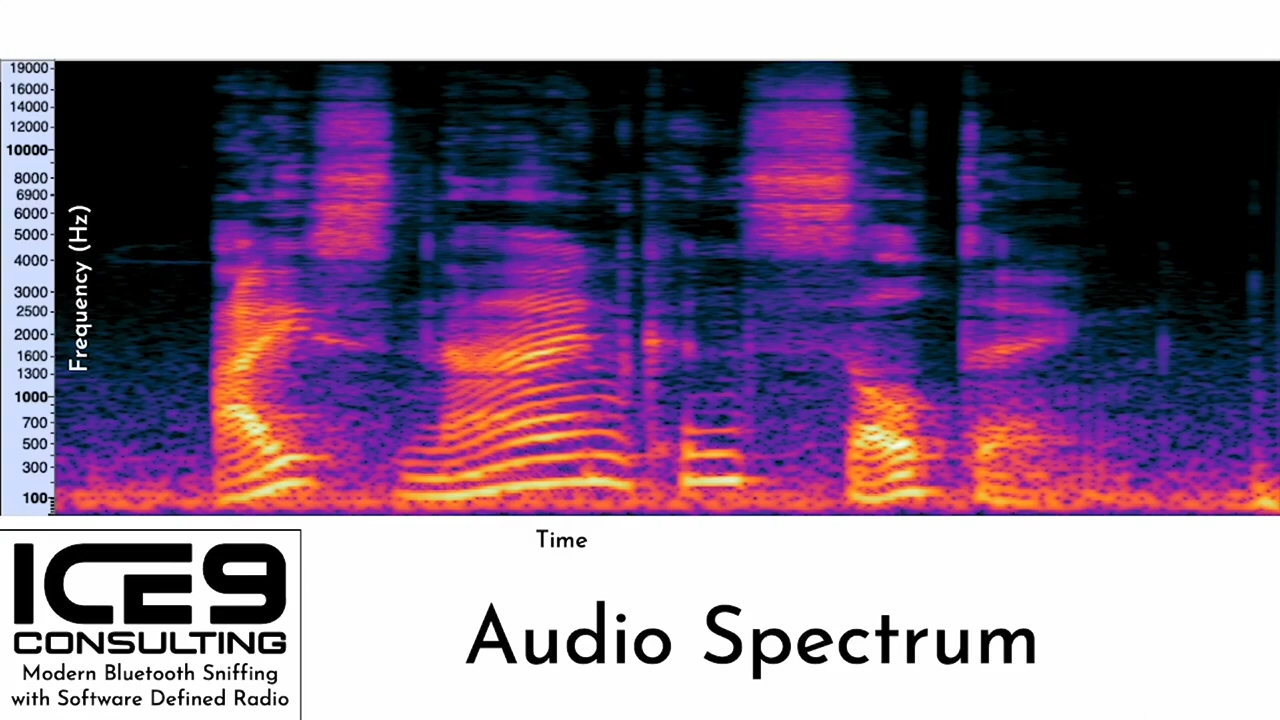 19000
16000
14000
12000
10000
8000
6900
6000
5000
4000
3000
2500
2000
1600
1300
1000
700
500
300
100
Frequency (Hz)
Time
ICE9
CONSULTING
Modern Bluetooth Sniffing
with Software Defined Radio
Audio Spectrum